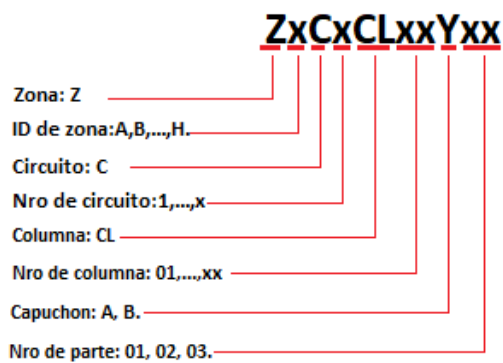 ZxCxCLxxYxx
Zona: Z
ID de zona:A,B,...,H.
Circuito: C
Nro de circuito:1,...,x
Columna: CL
Nro de columna: 01,...,xx
Capuchon: A, B.
Nro de parte: 01, 02, 03.